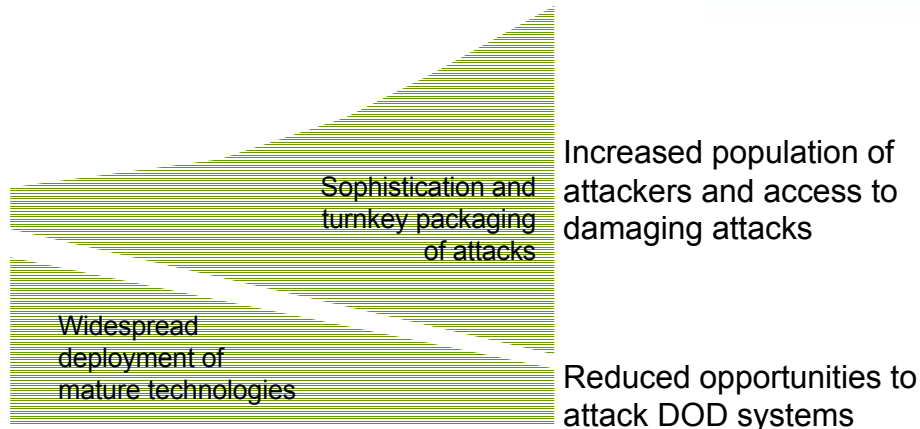 Sophistication and
turnkey packaging
of attacks
Increased population of
attackers and access to
damaging attacks
Widespread
deployment of
mature technologies
Reduced opportunities to
attack DOD systems